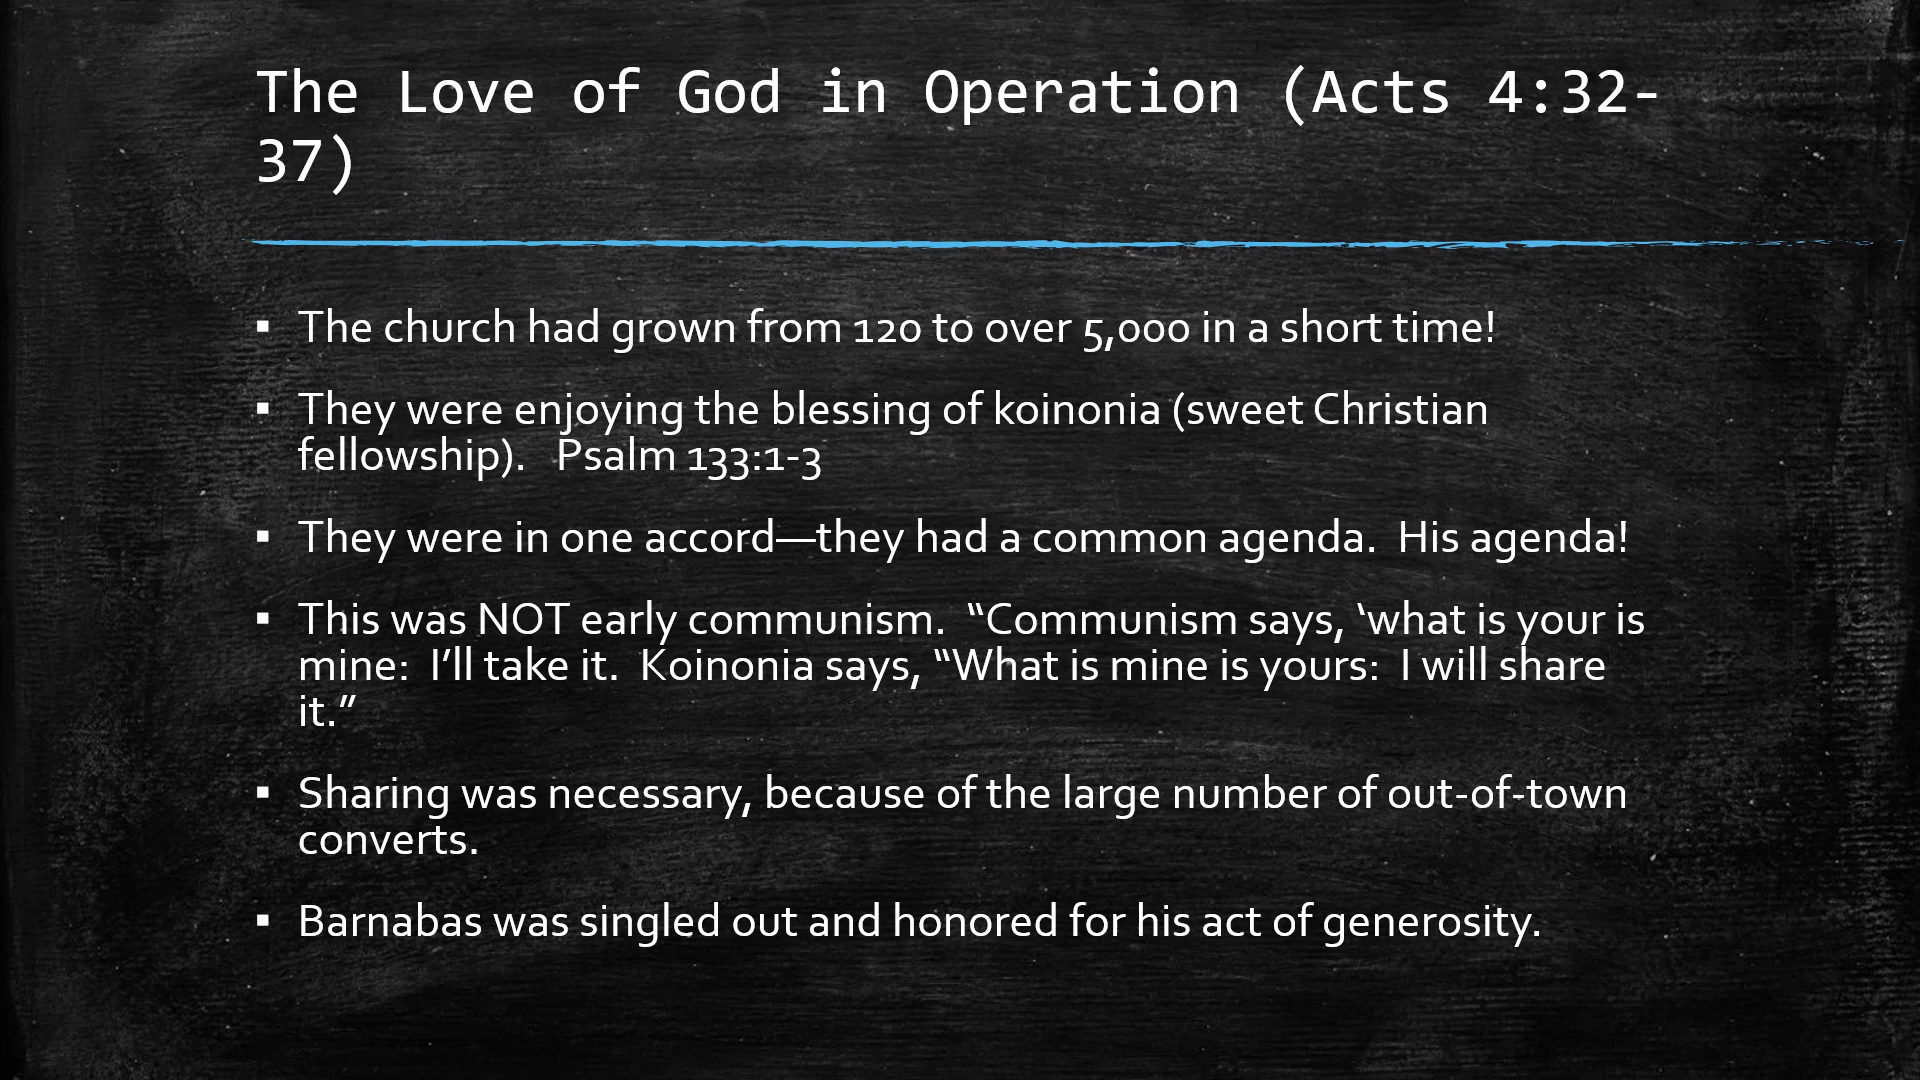 The Love of God in Operation (Acts 4:32-
37)
▪ The church had grown from 120 to over 5,000 in a short time!
▪ They were enjoying the blessing of koinonia (sweet Christian
fellowship).   Psalm 133:1-3
▪ They were in one accord—they had a common agenda.  His agenda!
▪ This was NOT early communism.  “Communism says, ‘what is your is
mine:  I’ll take it.  Koinonia says, “What is mine is yours:  I will share
it.”
▪ Sharing was necessary, because of the large number of out-of-town
converts.
▪ Barnabas was singled out and honored for his act of generosity.